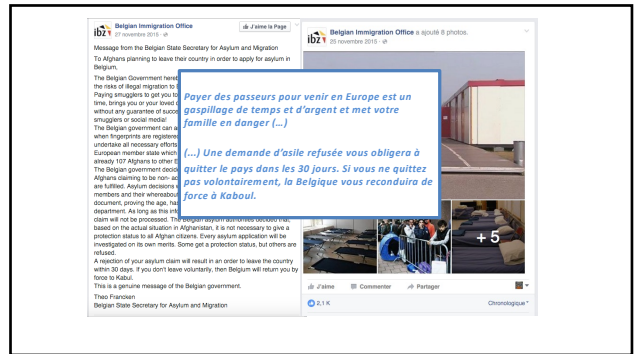 Belgian Immigration Office
J'aime la Page
ibz
27 novembre 2015
Message from the Belgian State Secretary for Asylum and Migration
To Afghans planning to leave their country in order to apply for asylum in
Belgium,
The Belgian Government hereb
the risks of illegal migration to
Paying smugglers to get you to
time, brings you or your loved
without any guarantee of succe
smugglers or social media!
The Belgian government can a
when fingerprints are registere
undertake all necessary efforts
European member state which
already 107 Afghans to other E
The Belgian government decid
Afghans claiming to be non- ac
are fulfilled. Asylum decisions
members and their whereabout
document, proving the age, has
department. As long as this inf
claim will not be processed. The Belgian asylum authorities decided that,
based on the actual situation in Afghanistan, it is not necessary to give a
protection status to all Afghan citizens. Every asylum application will be
investigated on its own merits. Some get a protection status, but others are
refused.
A rejection of your asylum claim will result in an order to leave the country
within 30 days. If you don't leave voluntarily, then Belgium will return you by
force to Kabul.
This is a genuine message of the Belgian government.
Theo Francken
Belgian State Secretary for Asylum and Migration
Payer des passeurs pour venir en Europe est un
gaspillage de temps et d'argent et met votre
famille en danger (...)
(...) Une demande d'asile refusée vous obligera à
quitter le pays dans les 30 jours. Si vous ne quittez
pas volontairement, la Belgique vous reconduira de
force à Kaboul.
Belgian Immigration Office a ajouté 8 photos.
ibz
25 novembre 2015
+ 5
J'aime Commenter Partager
2,1 K Chronologique